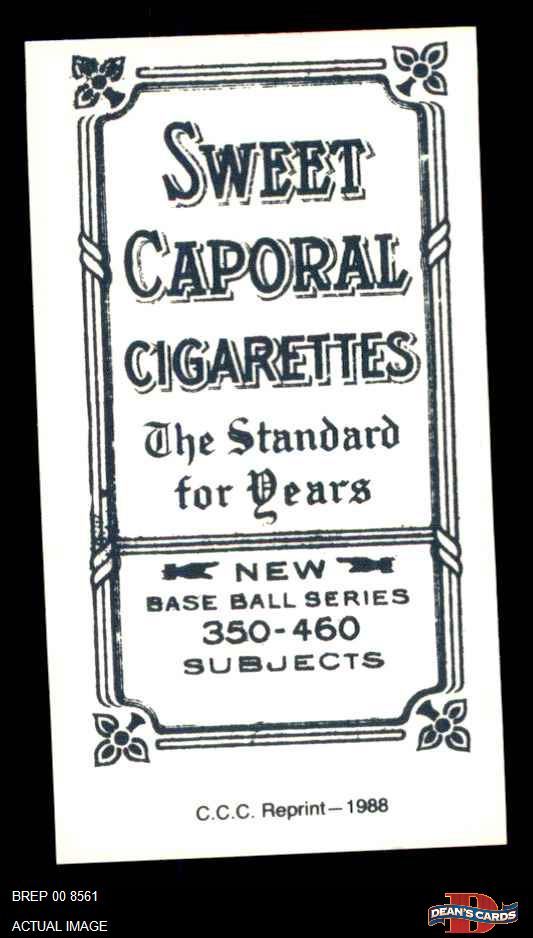 SWEET
CAPORAL
CIGARETTES
The Standard
for Years
NEW
BASE BALL SERIES
350-460
SUBJECTS
C.C.C. Reprint—1988
BREP 00 8561
ACTUAL IMAGE
D
DEAN'S CARDS